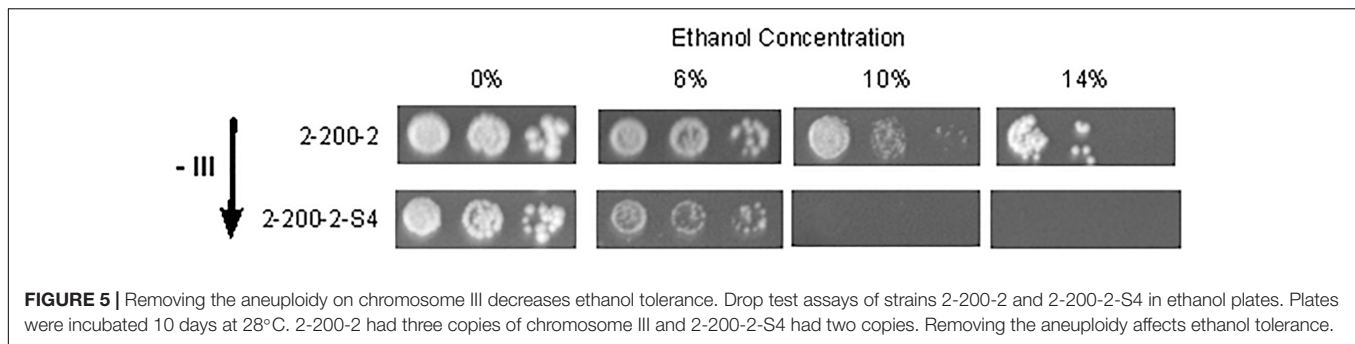 Ethanol Concentration
0% 6% 10% 14%
2-200-2
- III
2-200-2-S4
FIGURE 5 | Removing the aneuploidy on chromosome III decreases ethanol tolerance. Drop test assays of strains 2-200-2 and 2-200-2-S4 in ethanol plates. Plates
were incubated 10 days at 28°C. 2-200-2 had three copies of chromosome III and 2-200-2-S4 had two copies. Removing the aneuploidy affects ethanol tolerance.